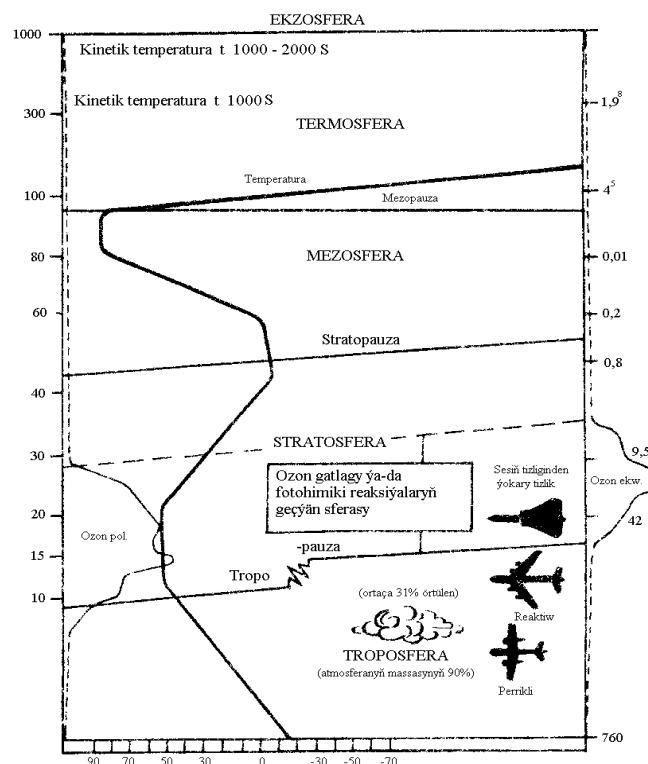 EKZOSFERA
1000
Kinetik temperatura t 1000 - 2000 S
Kinetik temperatura t 1000 S
1,9⁸
300
TERMOSFERA
Temperatura
4⁵
100
Mezopauza
80
MEZOSFERA
0,01
60
0,2
Stratopauza
0,8
40
STRATOSFERA
30
9,5
Ozon gatlagy ýa-da
fotohimiki reaksiýalaryň
geçýän sferasy
Sesiň tizliginden
ýokary tizlik
Ozon ekw.
20
42
Ozon pol.
15
-pauza
Tropo
10
(ortaça 31% örtülen)
Reaktiw
TROPOSFERA
(atmosferanyň massasynyň 90%)
Perrikli
760
90 70 50 30 0 -30 -50 -70